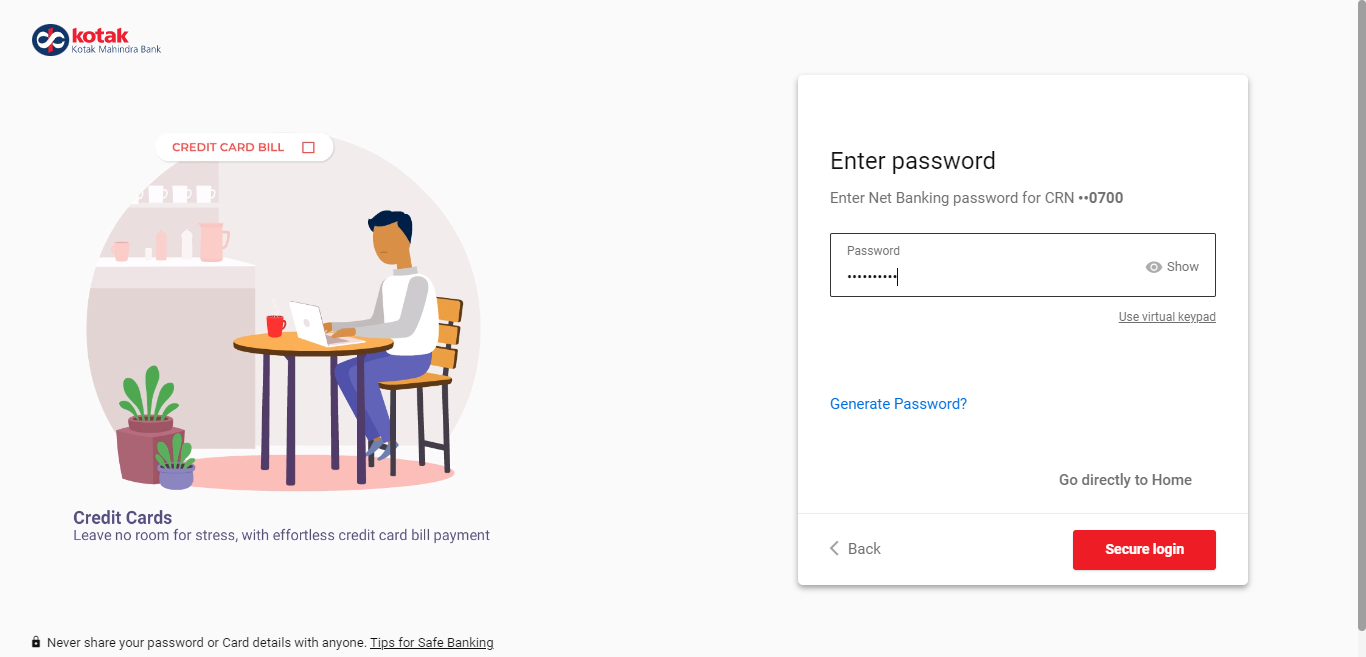 kotak
Kotak Mahindra Bank
CREDIT CARD BILL
Credit Cards
Leave no room for stress, with effortless credit card bill payment
Never share your password or Card details with anyone. Tips for Safe Banking
Enter password
Enter Net Banking password for CRN ••0700
Password
••••••••••
Show
Use virtual keypad
Generate Password?
Go directly to Home
Back
Secure login